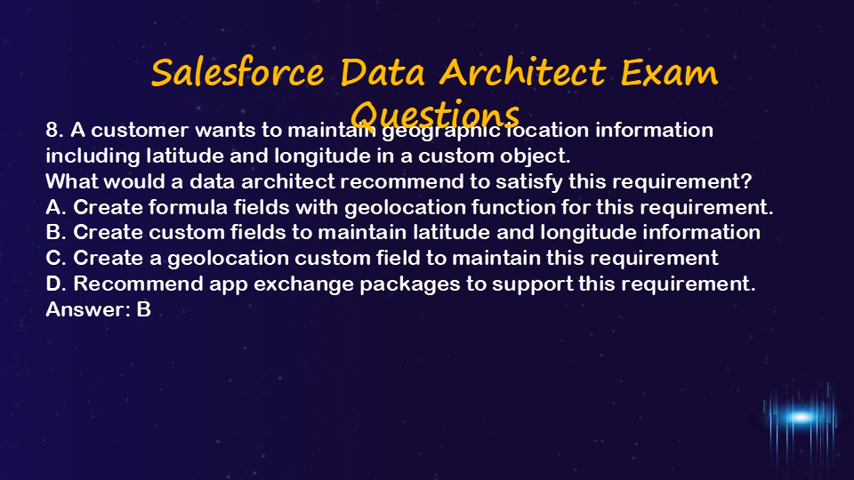 Salesforce Data Architect Exam
Questions
8. A customer wants to maintain geographic location information
including latitude and longitude in a custom object.
What would a data architect recommend to satisfy this requirement?
A. Create formula fields with geolocation function for this requirement.
B. Create custom fields to maintain latitude and longitude information
C. Create a geolocation custom field to maintain this requirement
D. Recommend app exchange packages to support this requirement.
Answer: B